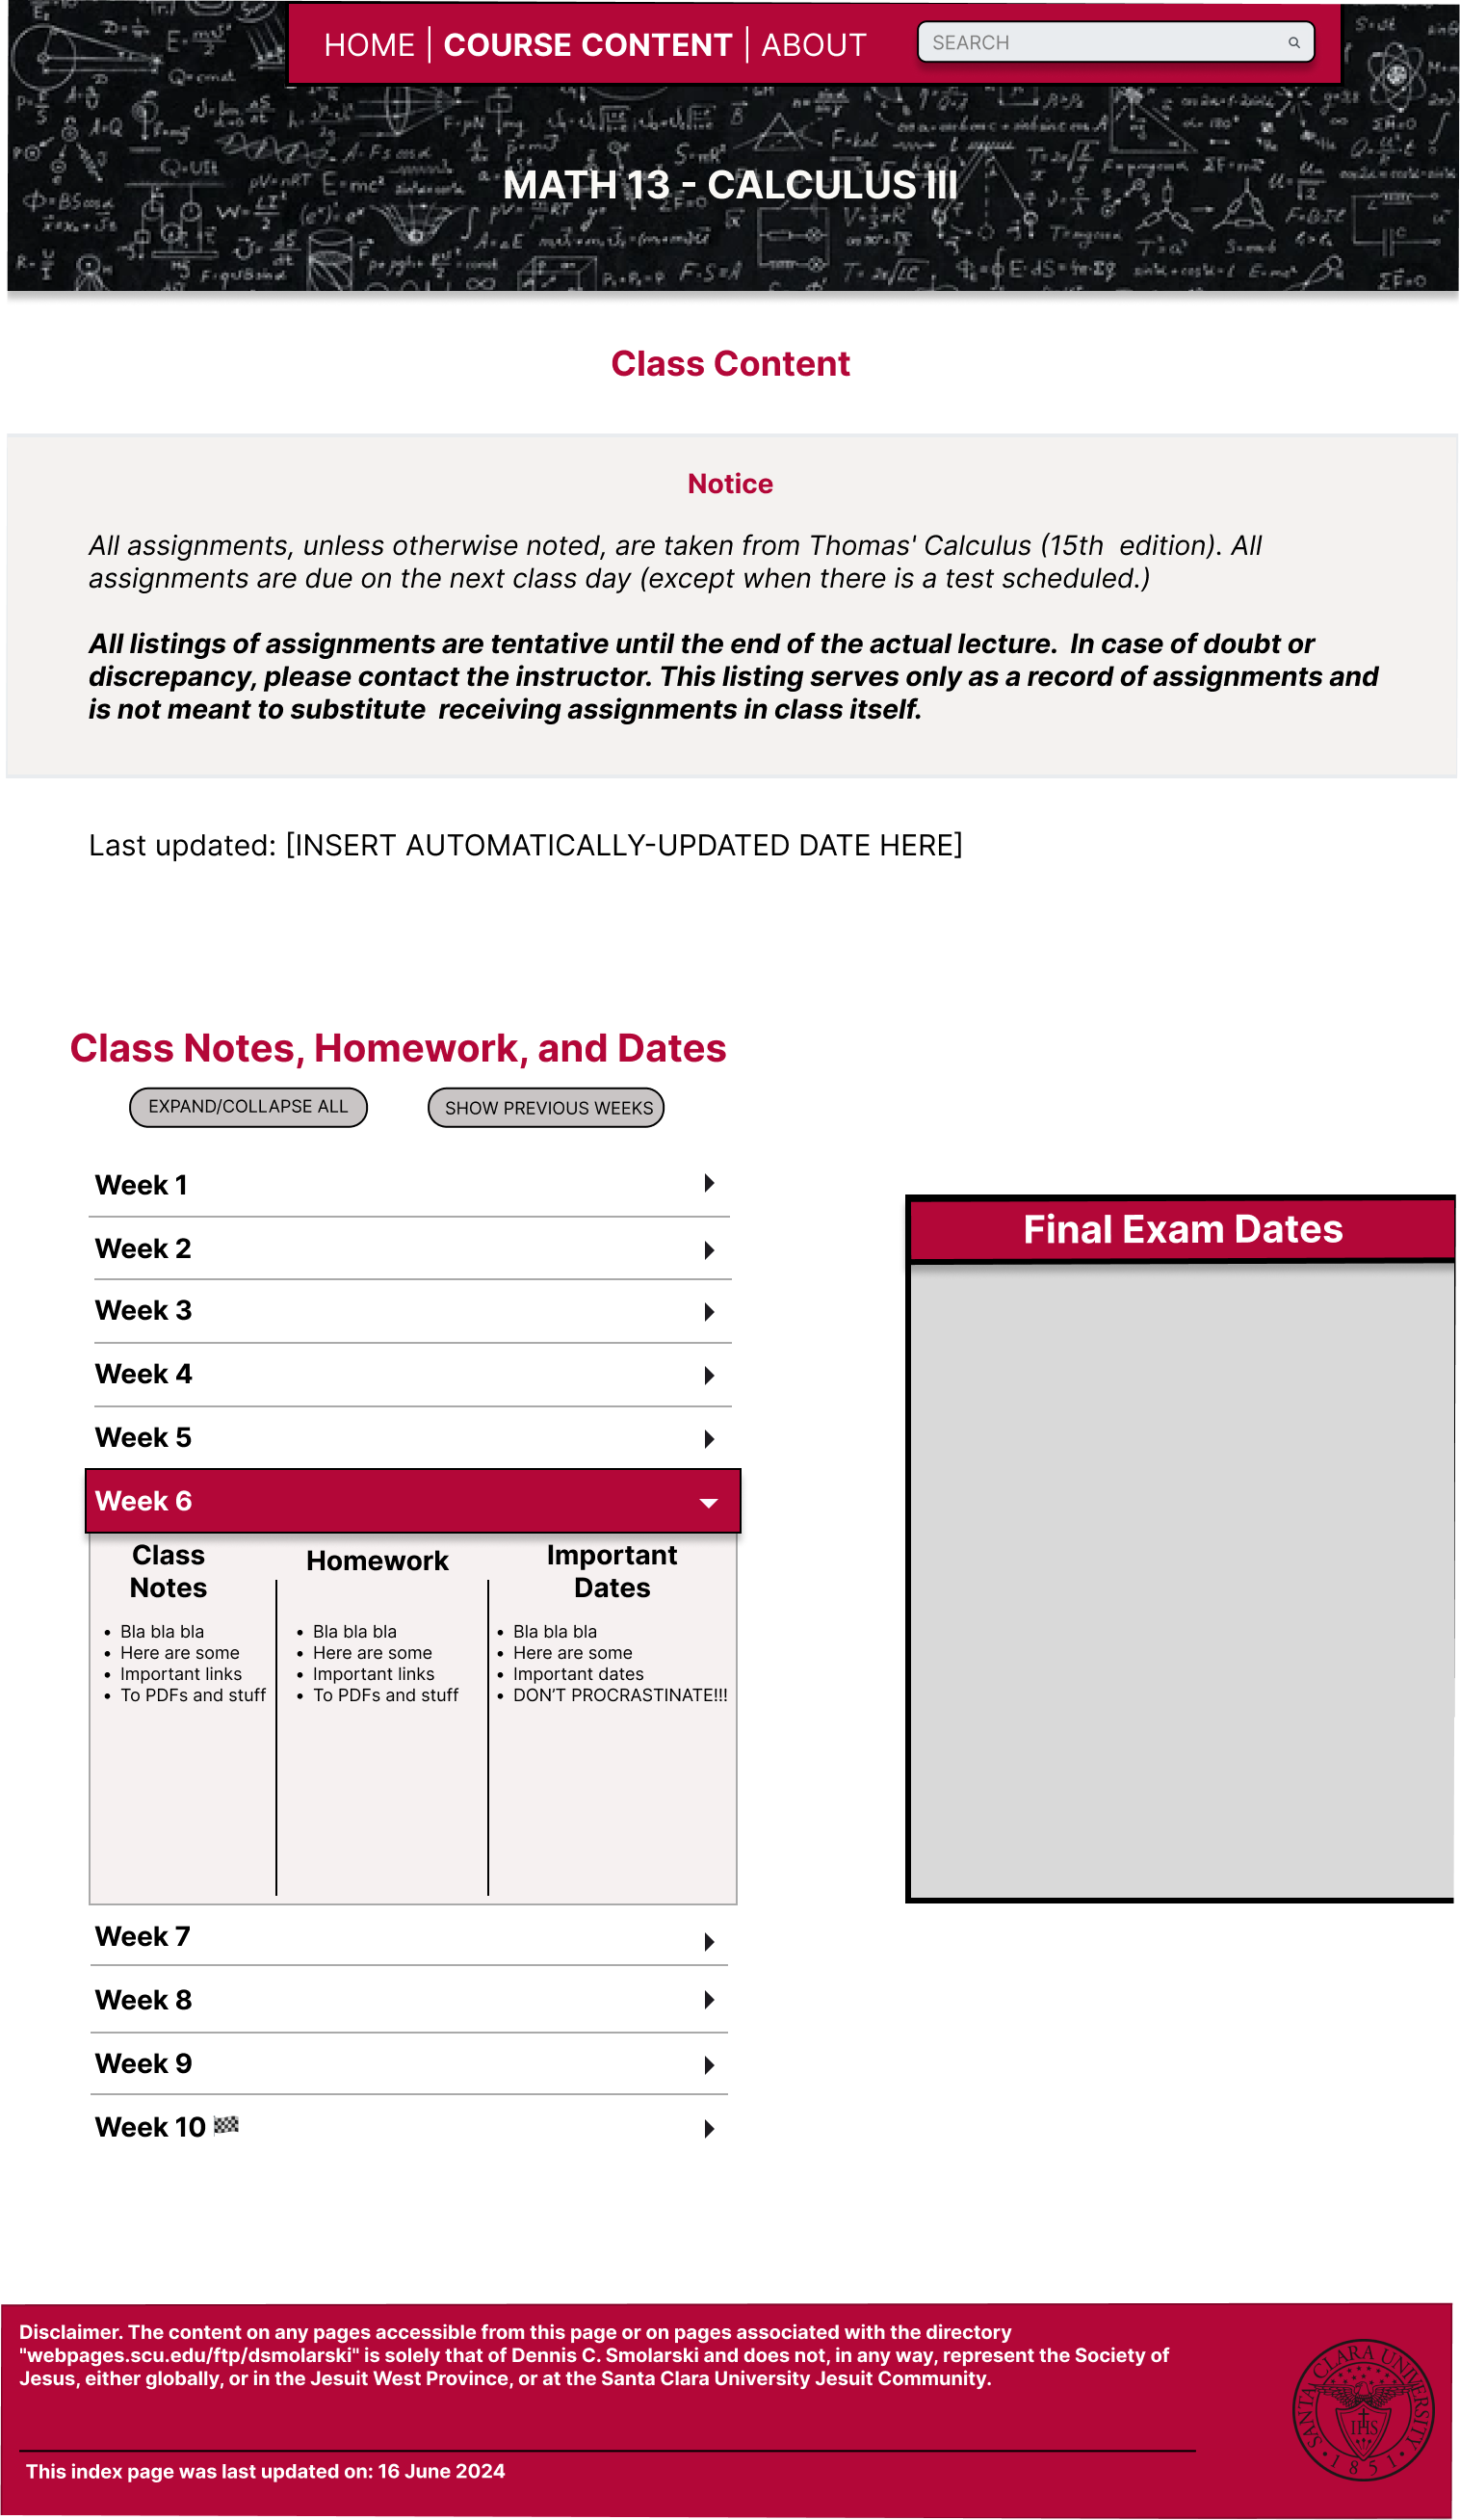 HOME | COURSE CONTENT | ABOUT
SEARCH
MATH 13 - CALCULUS III
Class Content
Notice
All assignments, unless otherwise noted, are taken from Thomas' Calculus (15th  edition). All
assignments are due on the next class day (except when there is a test scheduled.)
All listings of assignments are tentative until the end of the actual lecture.  In case of doubt or
discrepancy, please contact the instructor. This listing serves only as a record of assignments and
is not meant to substitute  receiving assignments in class itself.
Last updated: [INSERT AUTOMATICALLY-UPDATED DATE HERE]
Class Notes, Homework, and Dates
EXPAND/COLLAPSE ALL
SHOW PREVIOUS WEEKS
Week 1
Week 2
Week 3
Week 4
Week 5
Week 6
Class
Notes
• Bla bla bla
• Here are some
• Important links
• To PDFs and stuff
Homework
• Bla bla bla
• Here are some
• Important links
• To PDFs and stuff
Important
Dates
• Bla bla bla
• Here are some
• Important dates
• DON'T PROCRASTINATE!!!
Week 7
Week 8
Week 9
Week 10 🏁
Final Exam Dates
Disclaimer. The content on any pages accessible from this page or on pages associated with the directory
"webpages.scu.edu/ftp/dsmolarski" is solely that of Dennis C. Smolarski and does not, in any way, represent the Society of
Jesus, either globally, or in the Jesuit West Province, or at the Santa Clara University Jesuit Community.
This index page was last updated on: 16 June 2024
SANTA CLARA UNIVERSITY
IHS
• 1 8 5 1 •